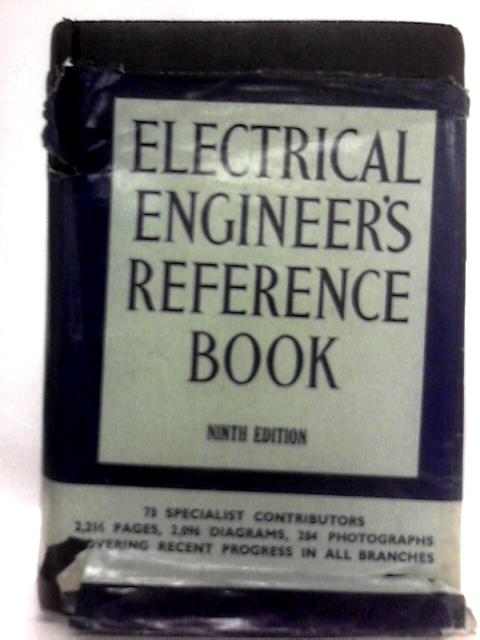 ELECTRICAL
ENGINEER'S
REFERENCE
BOOK
NINTH EDITION
73 SPECIALIST CONTRIBUTORS
2,216 PAGES, 2,096 DIAGRAMS, 284 PHOTOGRAPHS
OVERING RECENT PROGRESS IN ALL BRANCHES